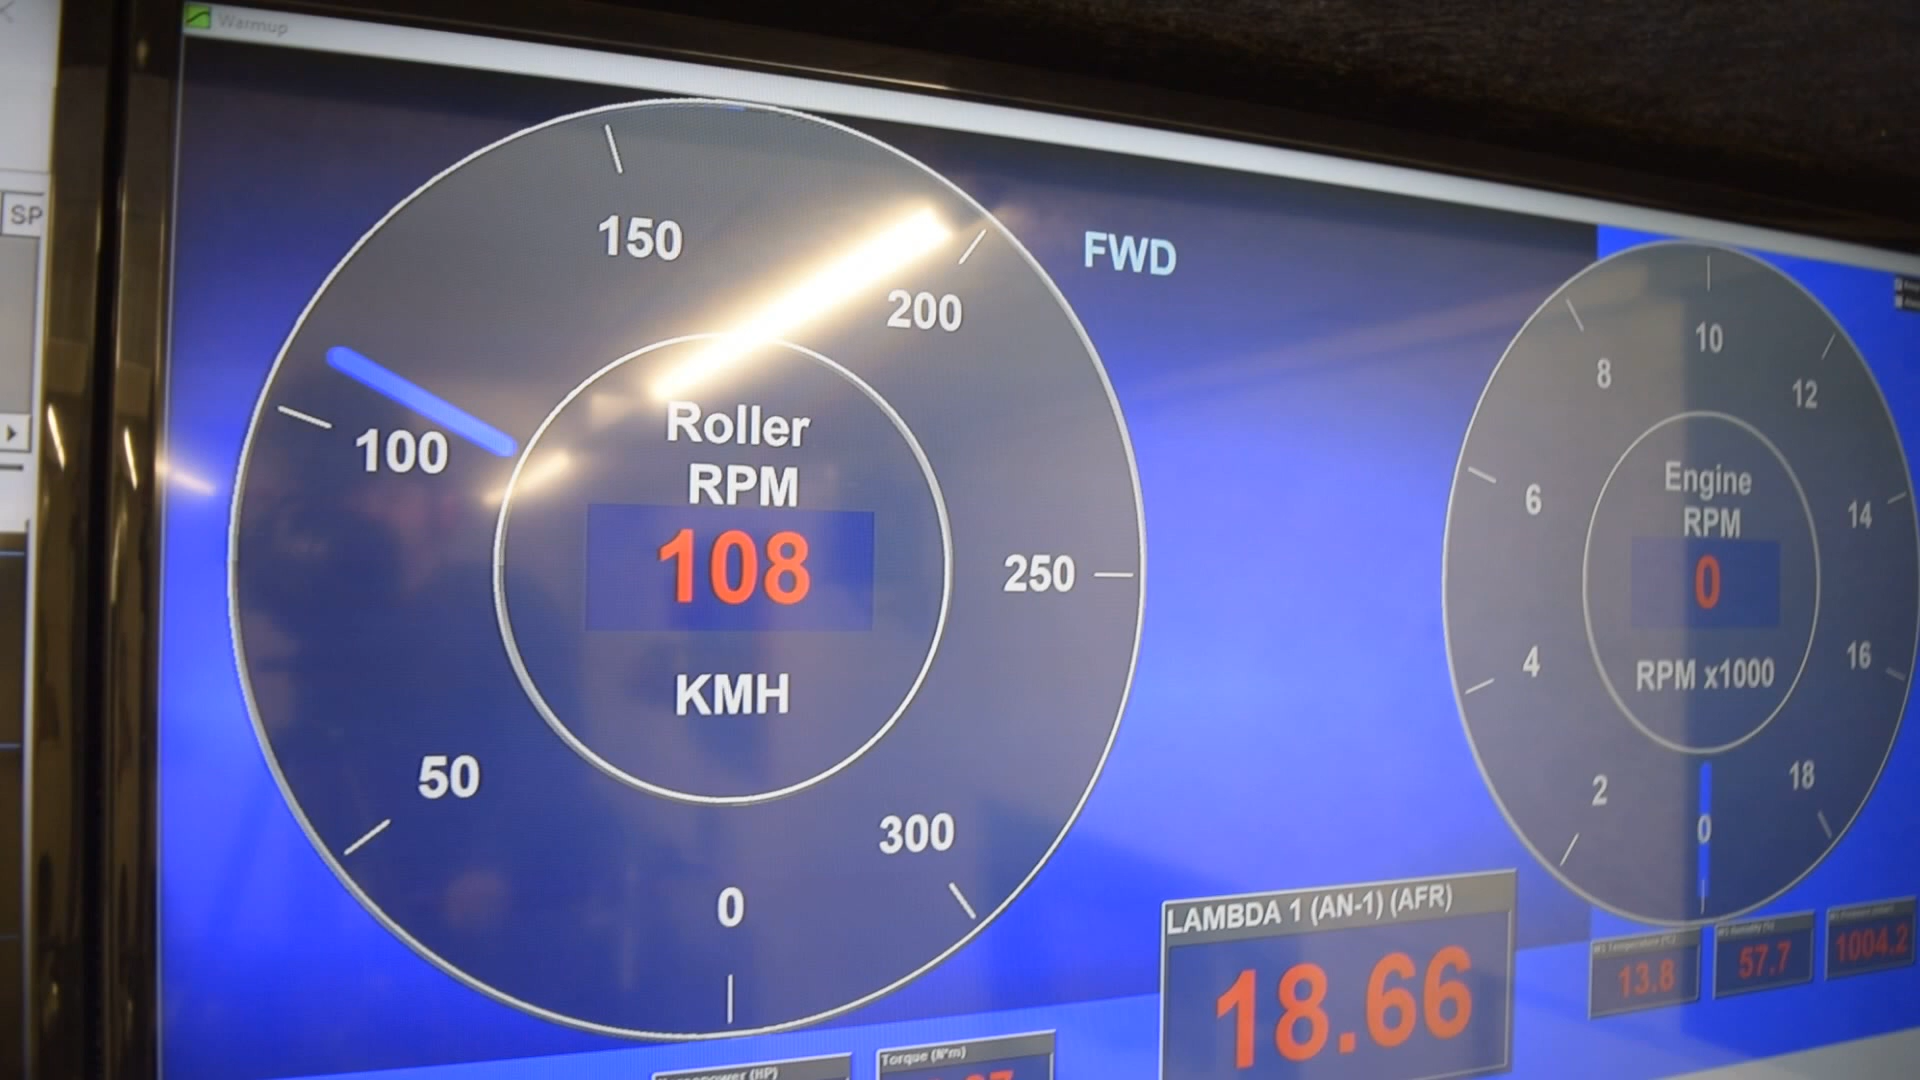 Warmup
SP
150
200
100
250
50
300
0
Roller
RPM
108
KMH
FWD
10
8
12
6
14
4
16
2
18
0
Engine
RPM
0
RPM x1000
LAMBDA 1 (AN-1) (AFR)
18.66
13.8
57.7
1004.2
(HP)
Torque (N*m)